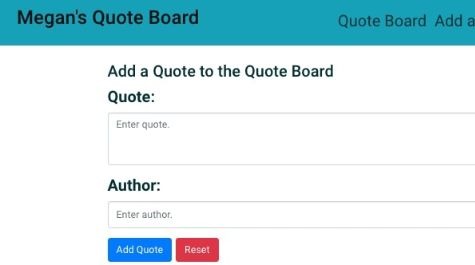 Megan's Quote Board
Quote Board Add a
Add a Quote to the Quote Board
Quote:
Enter quote.
Author:
Enter author.
Add Quote Reset